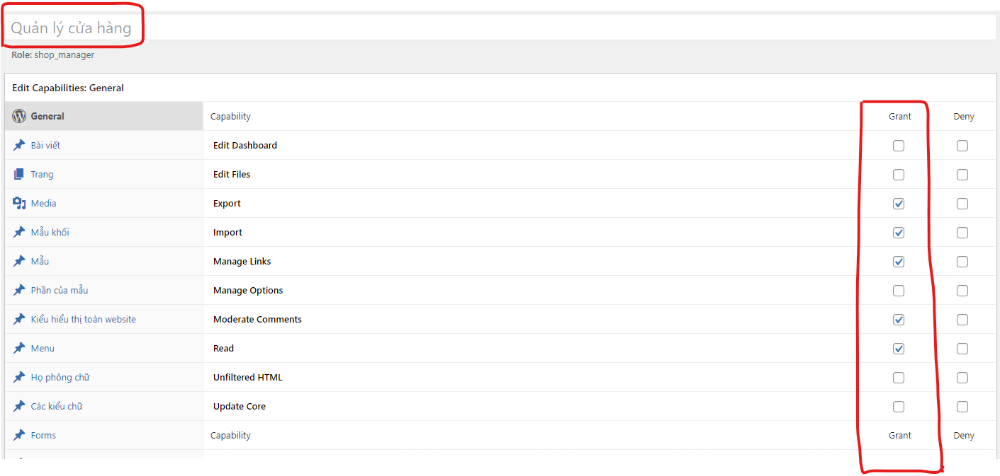 Quản lý cửa hàng
Role: shop_manager
Edit Capabilities: General
General Capability Grant Deny
Bài viết Edit Dashboard
Trang Edit Files
Media Export
Mẫu khối Import
Mẫu Manage Links
Phần của mẫu Manage Options
Kiểu hiểu thị toàn website Moderate Comments
Menu Read
Họ phông chữ Unfiltered HTML
Các kiểu chữ Update Core
Forms Capability Grant Deny